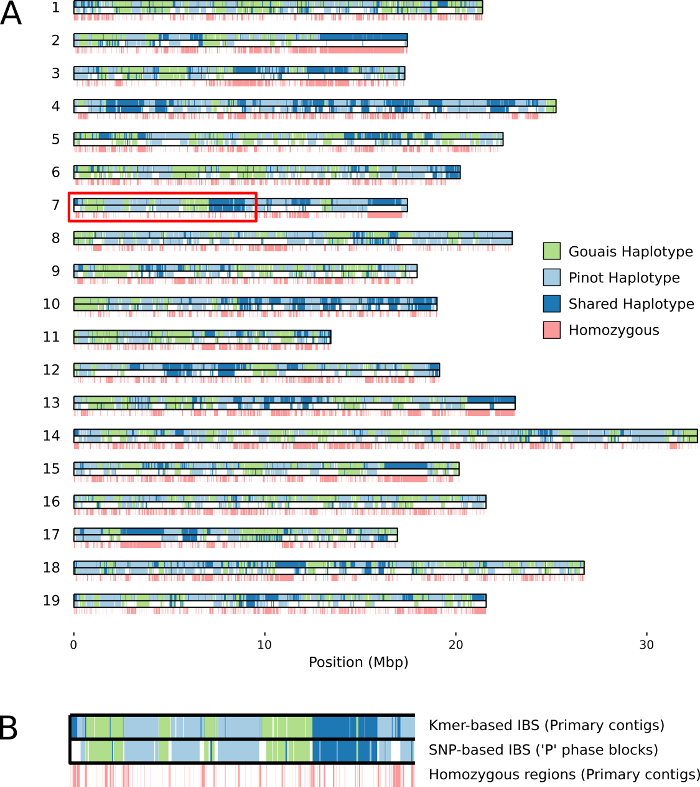 A
1
2
3
4
5
6
7
8
9
10
11
12
13
14
15
16
17
18
19
Gouais Haplotype
Pinot Haplotype
Shared Haplotype
Homozygous
0 10 20 30
Position (Mbp)
B
Kmer-based IBS (Primary contigs)
SNP-based IBS ('P' phase blocks)
Homozygous regions (Primary contigs)